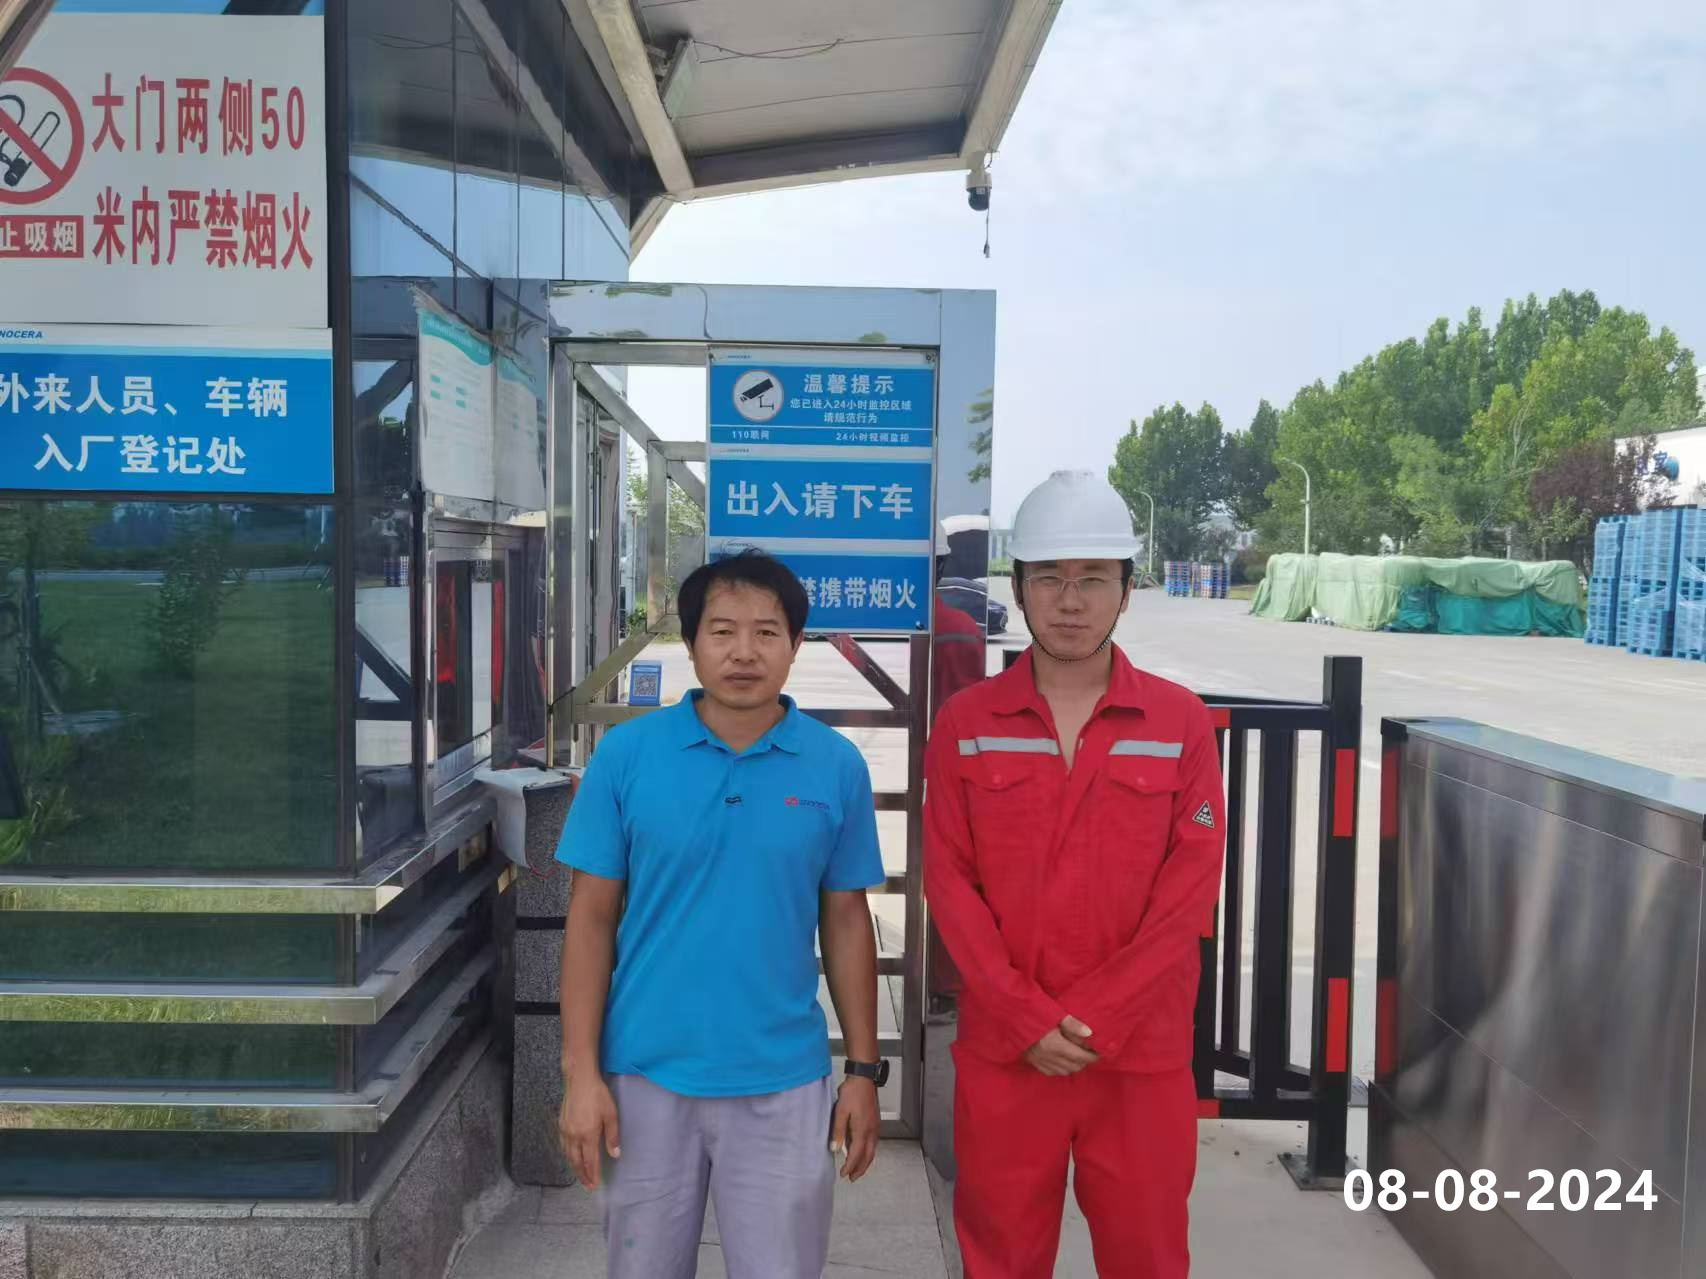 大门两侧50
米内严禁烟火
止吸烟
NOCERA
外来人员、车辆
入厂登记处
温馨提示
您已进入24小时监控区域
请规范行为
110联网
24小时视频监控
出入请下车
禁携带烟火
08-08-2024